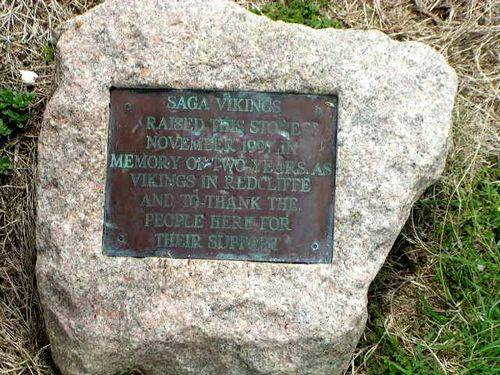 SAGA VIKINGS
RAISED THIS STONE
NOVEMBER IN
MEMORY OF TWO YEARS AS
VIKINGS IN REDCLIFFE
AND TO THANK THE
PEOPLE HERE FOR
THEIR SUPPORT